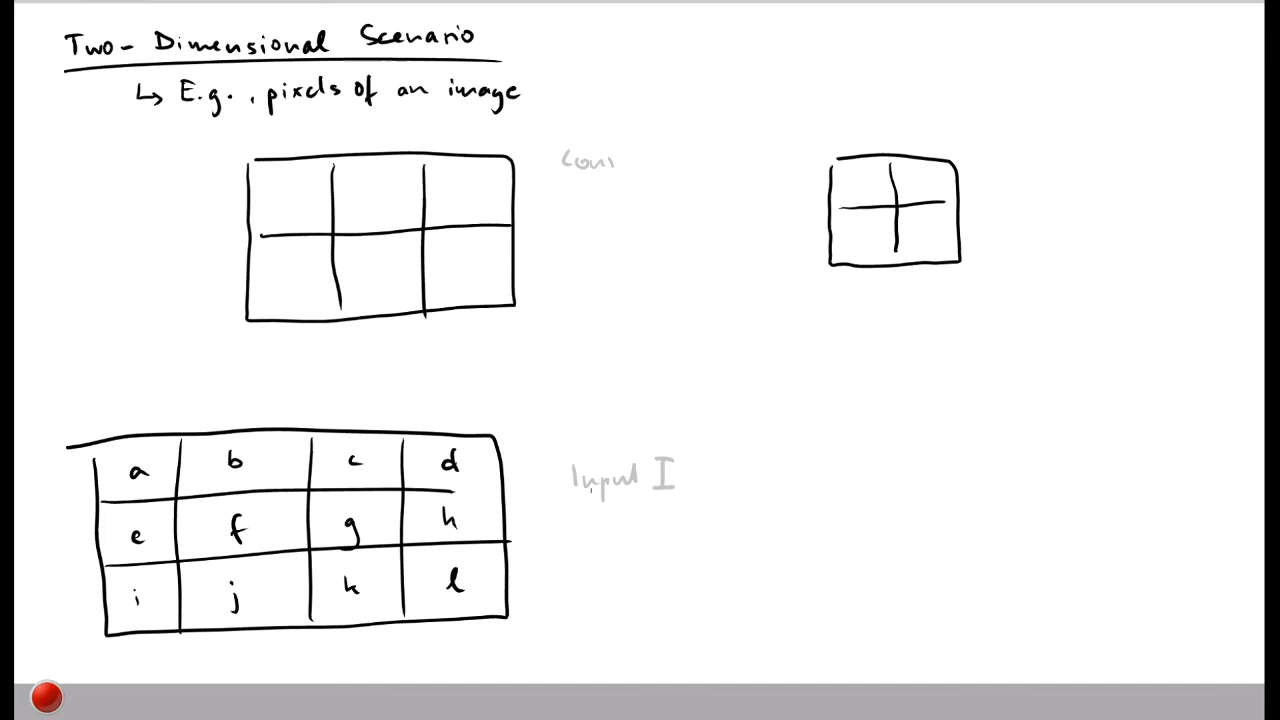 Two-Dimensional Scenario
↳ E.g., pixels of an image
a b c d
e f g h
i j k l
Input I